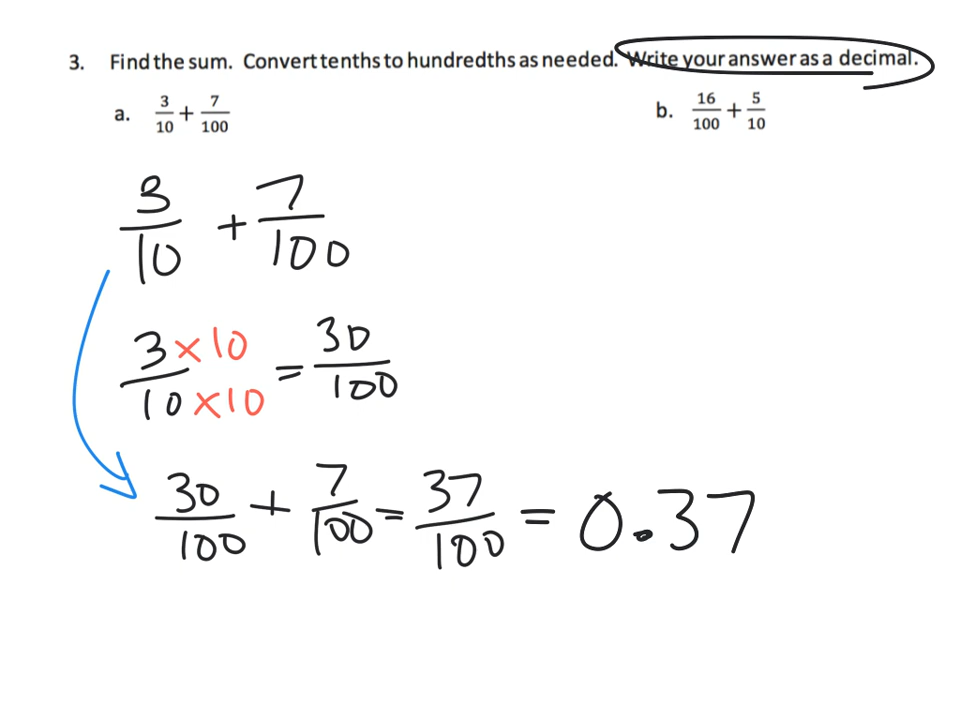 3. Find the sum. Convert tenths to hundredths as needed. Write your answer as a decimal.
a. 3/10 + 7/100 b. 16/100 + 5/10
3/10 + 7/100
3 × 10 / 10 × 10 = 30/100
30/100 + 7/100 = 37/100 = 0.37